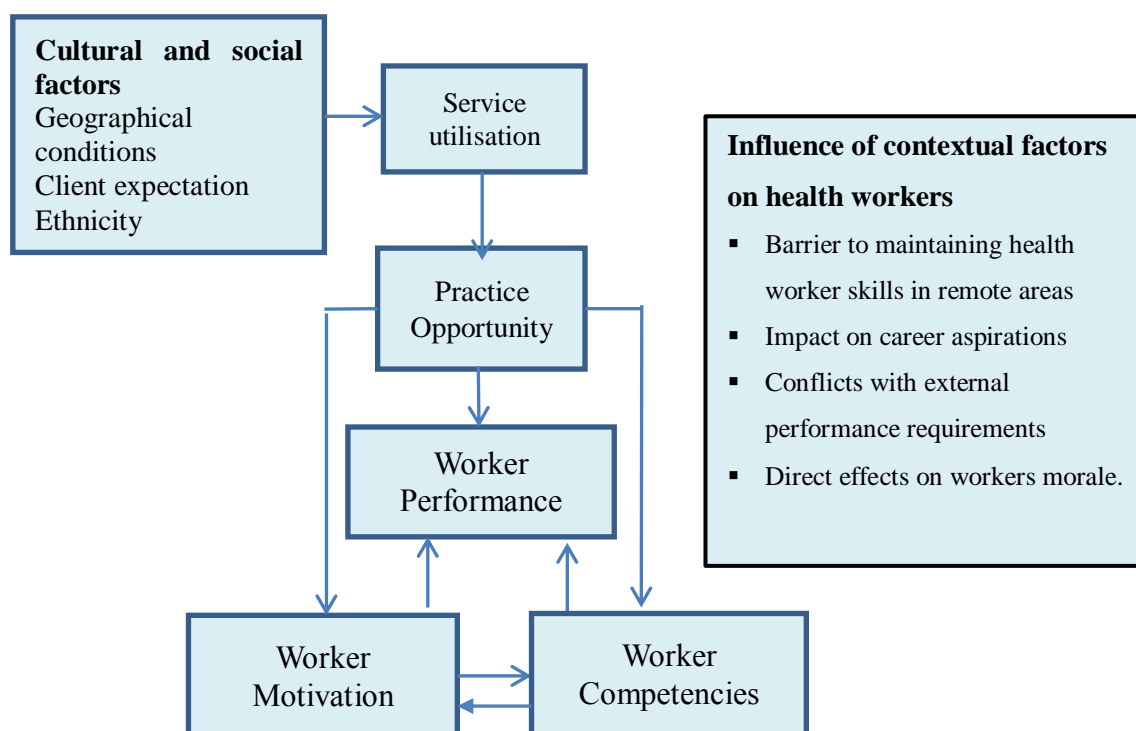 Cultural and social
factors
Geographical
conditions
Client expectation
Ethnicity
Service
utilisation
Practice
Opportunity
Worker
Performance
Worker
Motivation
Worker
Competencies
Influence of contextual factors
on health workers
▪ Barrier to maintaining health
worker skills in remote areas
▪ Impact on career aspirations
▪ Conflicts with external
performance requirements
▪ Direct effects on workers morale.